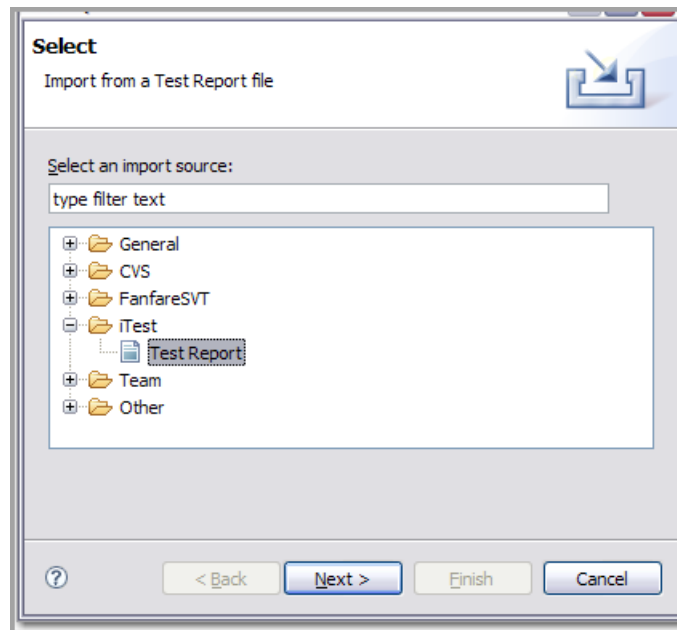 Select
Import from a Test Report file
Select an import source:
type filter text
General
CVS
FanfareSVT
iTest
Test Report
Team
Other
?
< Back Next > Finish Cancel